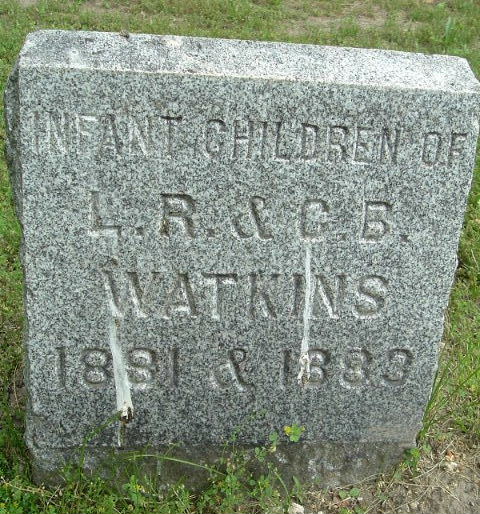 INFANT CHILDREN OF
L. R. & C. B.
WATKINS
1881 & 1883